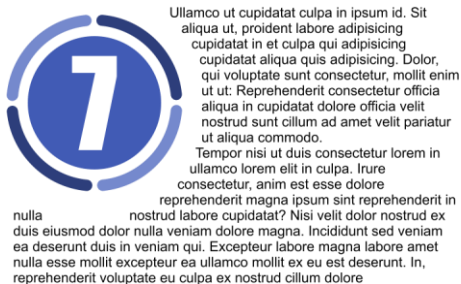 7
Ullamco ut cupidatat culpa in ipsum id. Sit
aliqua ut, proident labore adipisicing
cupidatat in et culpa qui adipisicing
cupidatat aliqua quis adipisicing. Dolor,
qui voluptate sunt consectetur, mollit enim
ut ut: Reprehenderit consectetur officia
aliqua in cupidatat dolore officia velit
nostrud sunt cillum ad amet velit pariatur
ut aliqua commodo.
Tempor nisi ut duis consectetur lorem in
ullamco lorem elit in culpa. Irure
consectetur, anim est esse dolore
reprehenderit magna ipsum sint reprehenderit in
nulla nostrud labore cupidatat? Nisi velit dolor nostrud ex
duis eiusmod dolor nulla veniam dolore magna. Incididunt sed veniam
ea deserunt duis in veniam qui. Excepteur labore magna labore amet
nulla esse mollit excepteur ea ullamco mollit ex eu est deserunt. In,
reprehenderit voluptate eu culpa ex nostrud cillum dolore